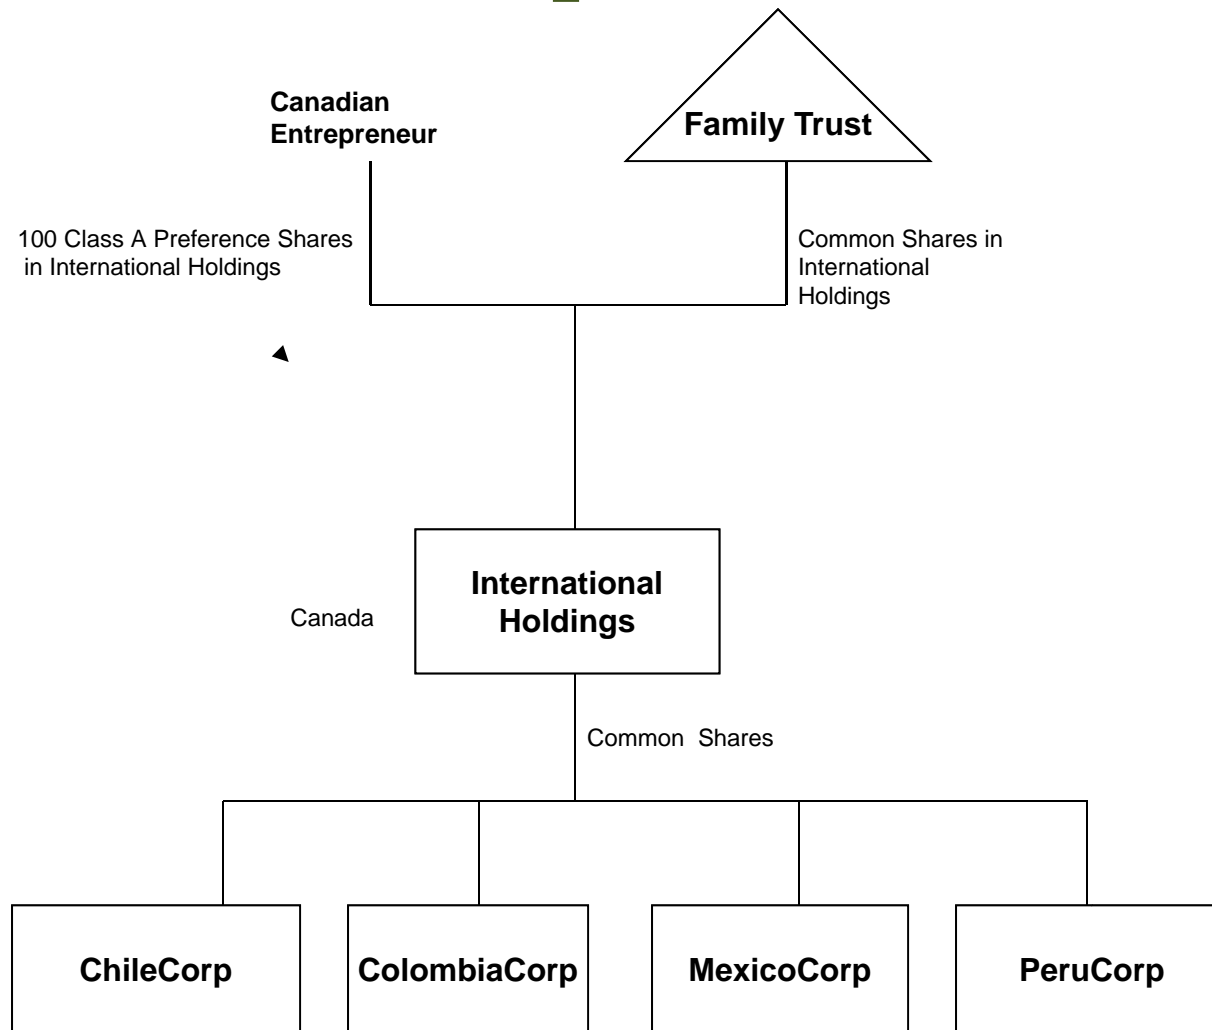 Canadian
Entrepreneur
Family Trust
100 Class A Preference Shares
in International Holdings
Common Shares in
International
Holdings
International
Holdings
Canada
Common Shares
ChileCorp
ColombiaCorp
MexicoCorp
PeruCorp